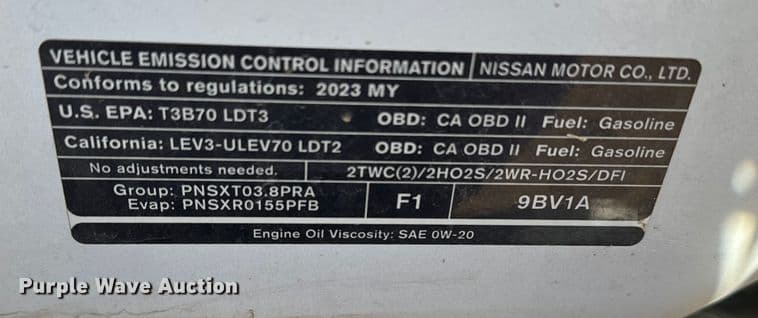 VEHICLE EMISSION CONTROL INFORMATION NISSAN MOTOR CO., LTD.
Conforms to regulations: 2023 MY
U.S. EPA: T3B70 LDT3 OBD: CA OBD II Fuel: Gasoline
California: LEV3-ULEV70 LDT2 OBD: CA OBD II Fuel: Gasoline
No adjustments needed. 2TWC(2)/2HO2S/2WR-HO2S/DFI
Group: PNSXT03.8PRA
Evap: PNSXR0155PFB
F1 9BV1A
Engine Oil Viscosity: SAE 0W-20
Purple Wave Auction